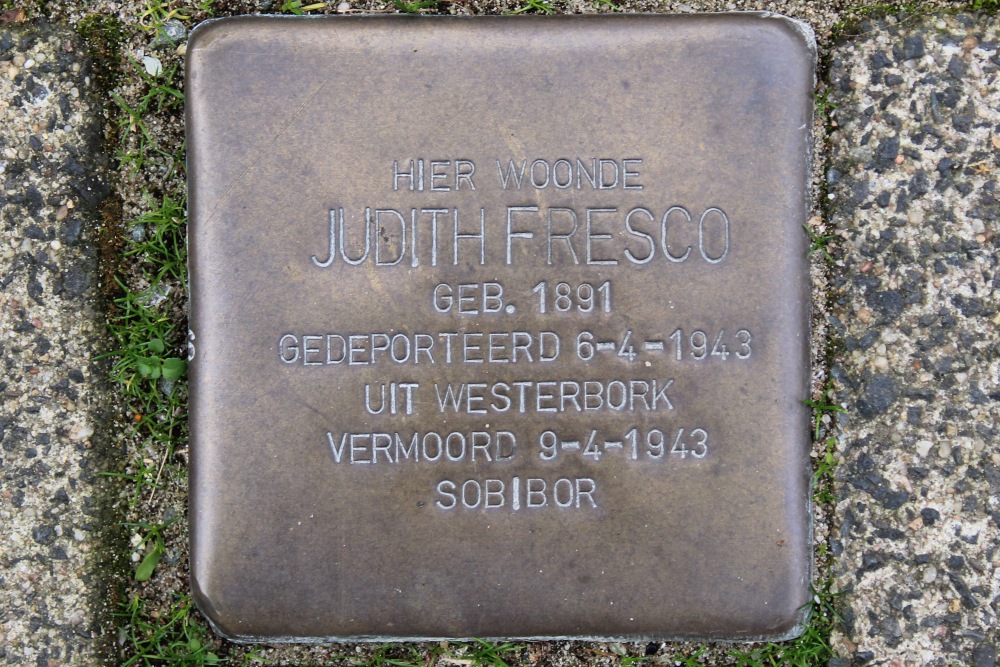 HIER WOONDE
JUDITH FRESCO
GEB. 1891
GEDEPORTEERD 6-4-1943
UIT WESTERBORK
VERMOORD 9-4-1943
SOBIBOR